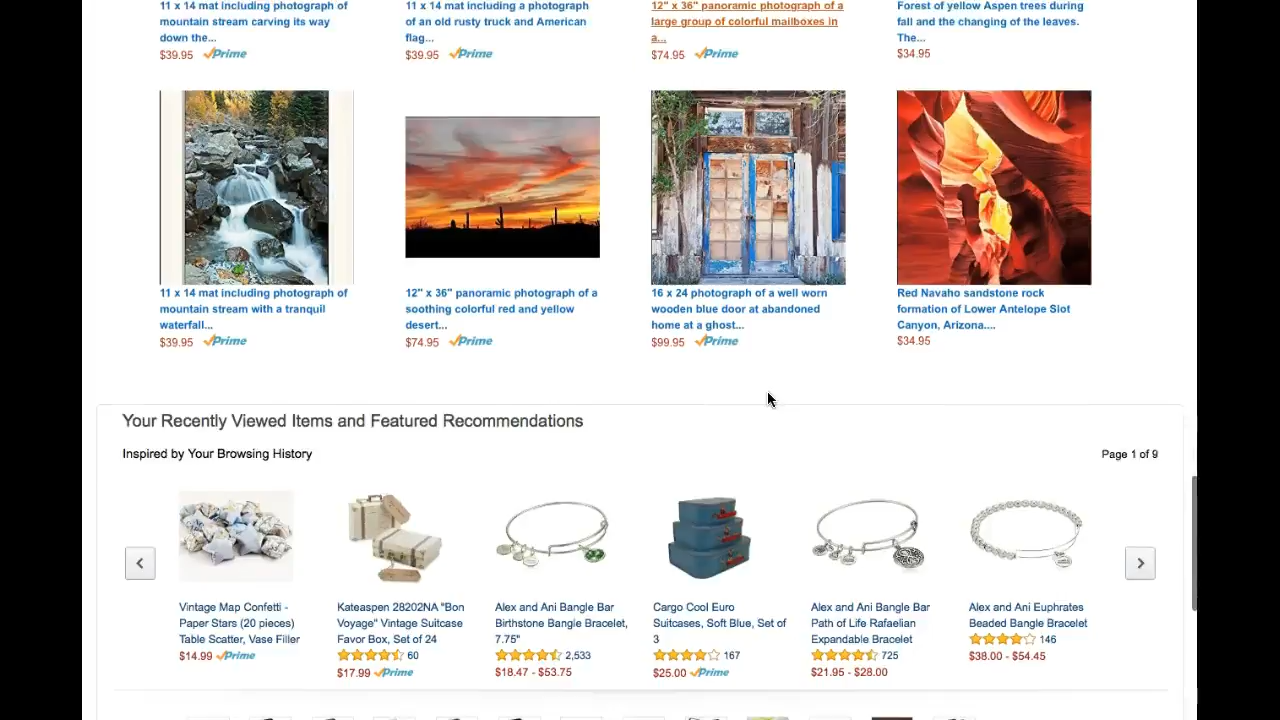 11 x 14 mat including photograph of
mountain stream carving its way
down the...
$39.95 Prime
11 x 14 mat including a photograph
of an old rusty truck and American
flag...
$39.95 Prime
12" x 36" panoramic photograph of a
large group of colorful mailboxes in
a...
$74.95 Prime
Forest of yellow Aspen trees during
fall and the changing of the leaves.
The...
$34.95
11 x 14 mat including photograph of
mountain stream with a tranquil
waterfall...
$39.95 Prime
12" x 36" panoramic photograph of a
soothing colorful red and yellow
desert...
$74.95 Prime
16 x 24 photograph of a well worn
wooden blue door at abandoned
home at a ghost...
$99.95 Prime
Red Navaho sandstone rock
formation of Lower Antelope Slot
Canyon, Arizona....
$34.95
Your Recently Viewed Items and Featured Recommendations
Inspired by Your Browsing History
Page 1 of 9
Vintage Map Confetti -
Paper Stars (20 pieces)
Table Scatter, Vase Filler
$14.99 Prime
Kateaspen 28202NA "Bon
Voyage" Vintage Suitcase
Favor Box, Set of 24
60
$17.99 Prime
Alex and Ani Bangle Bar
Birthstone Bangle Bracelet,
7.75"
2,533
$18.47 - $53.75
Cargo Cool Euro
Suitcases, Soft Blue, Set of
3
167
$25.00 Prime
Alex and Ani Bangle Bar
Path of Life Rafaelian
Expandable Bracelet
725
$21.95 - $28.00
Alex and Ani Euphrates
Beaded Bangle Bracelet
146
$38.00 - $54.45